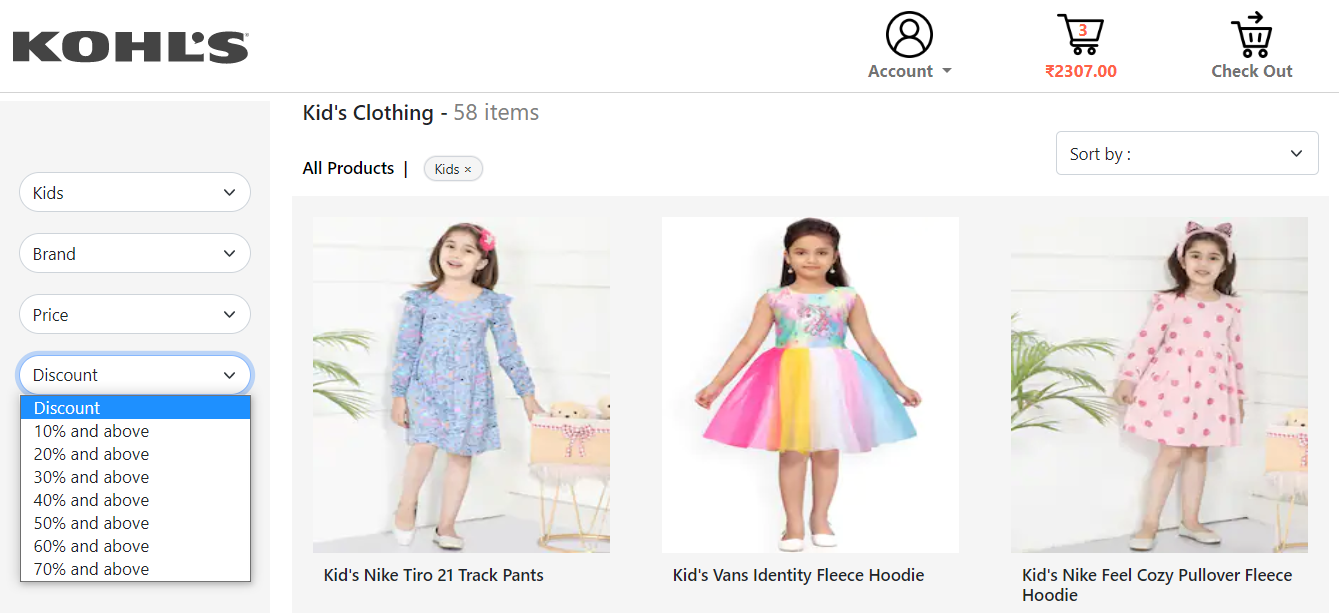 KOHL'S
Account
3
₹2307.00
Check Out
Kid's Clothing - 58 items
All Products |
Kids ×
Sort by :
Kids
Brand
Price
Discount
Discount
10% and above
20% and above
30% and above
40% and above
50% and above
60% and above
70% and above
Kid's Nike Tiro 21 Track Pants
Kid's Vans Identity Fleece Hoodie
Kid's Nike Feel Cozy Pullover Fleece
Hoodie